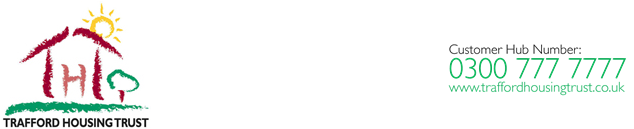 THT
TRAFFORD HOUSING TRUST
Customer Hub Number:
0300 777 7777
www.traffordhousingtrust.co.uk